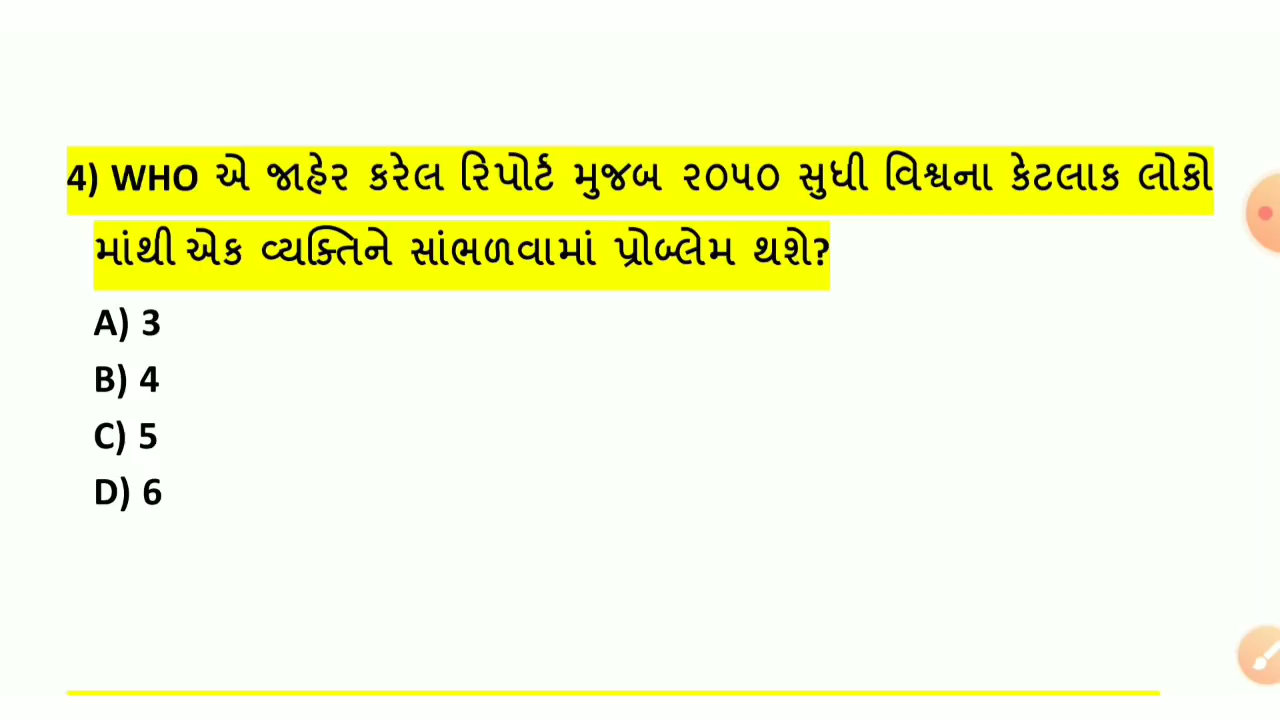 4) WHO એ જાહેર કરેલ રિપોર્ટ મુજબ ૨૦૫૦ સુધી વિશ્વના કેટલાક લોકો
માંથી એક વ્યક્તિને સાંભળવામાં પ્રોબ્લેમ થશે?
A) 3
B) 4
C) 5
D) 6